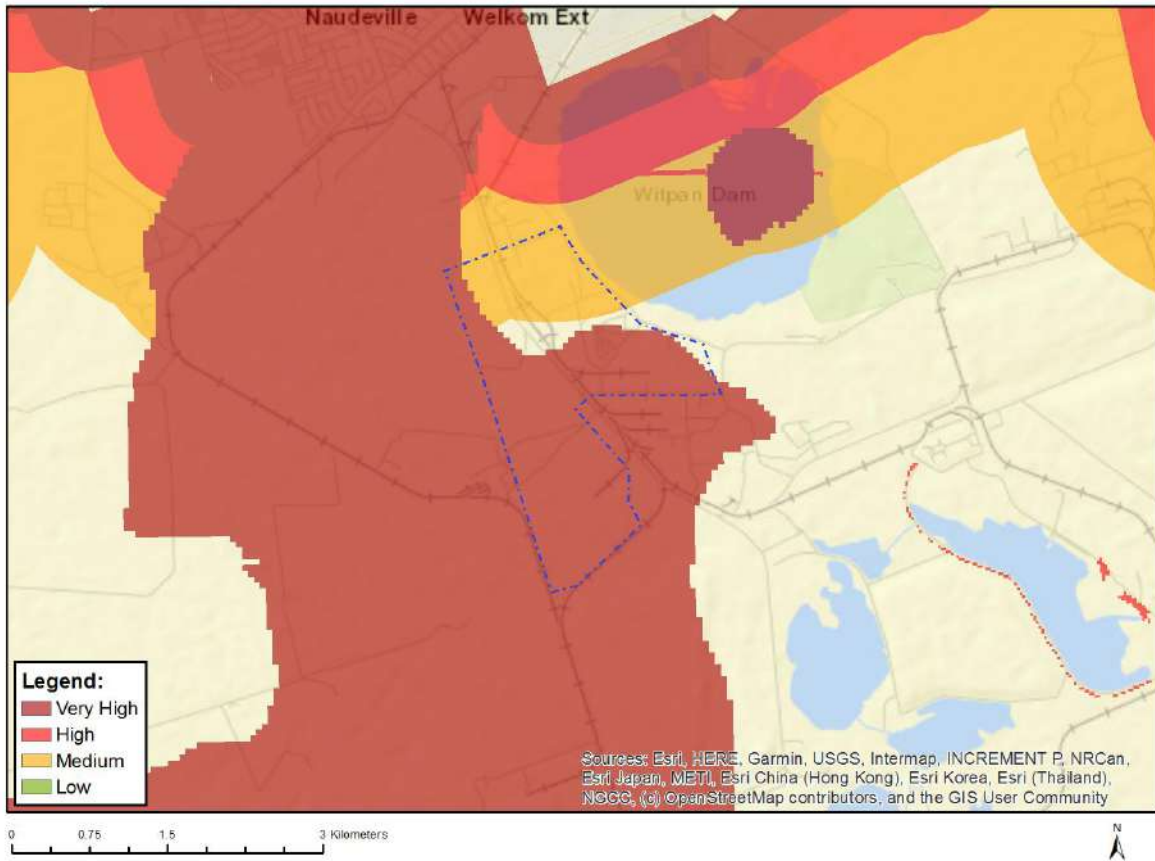 Naudeville Welkom Ext
Witpan Dam
Legend:
Very High
High
Medium
Low
Sources: Esri, HERE, Garmin, USGS, Intermap, INCREMENT P, NRCan,
Esri Japan, METI, Esri China (Hong Kong), Esri Korea, Esri (Thailand),
NGCC, (c) OpenStreetMap contributors, and the GIS User Community
0 0.75 1.5 3 Kilometers
N